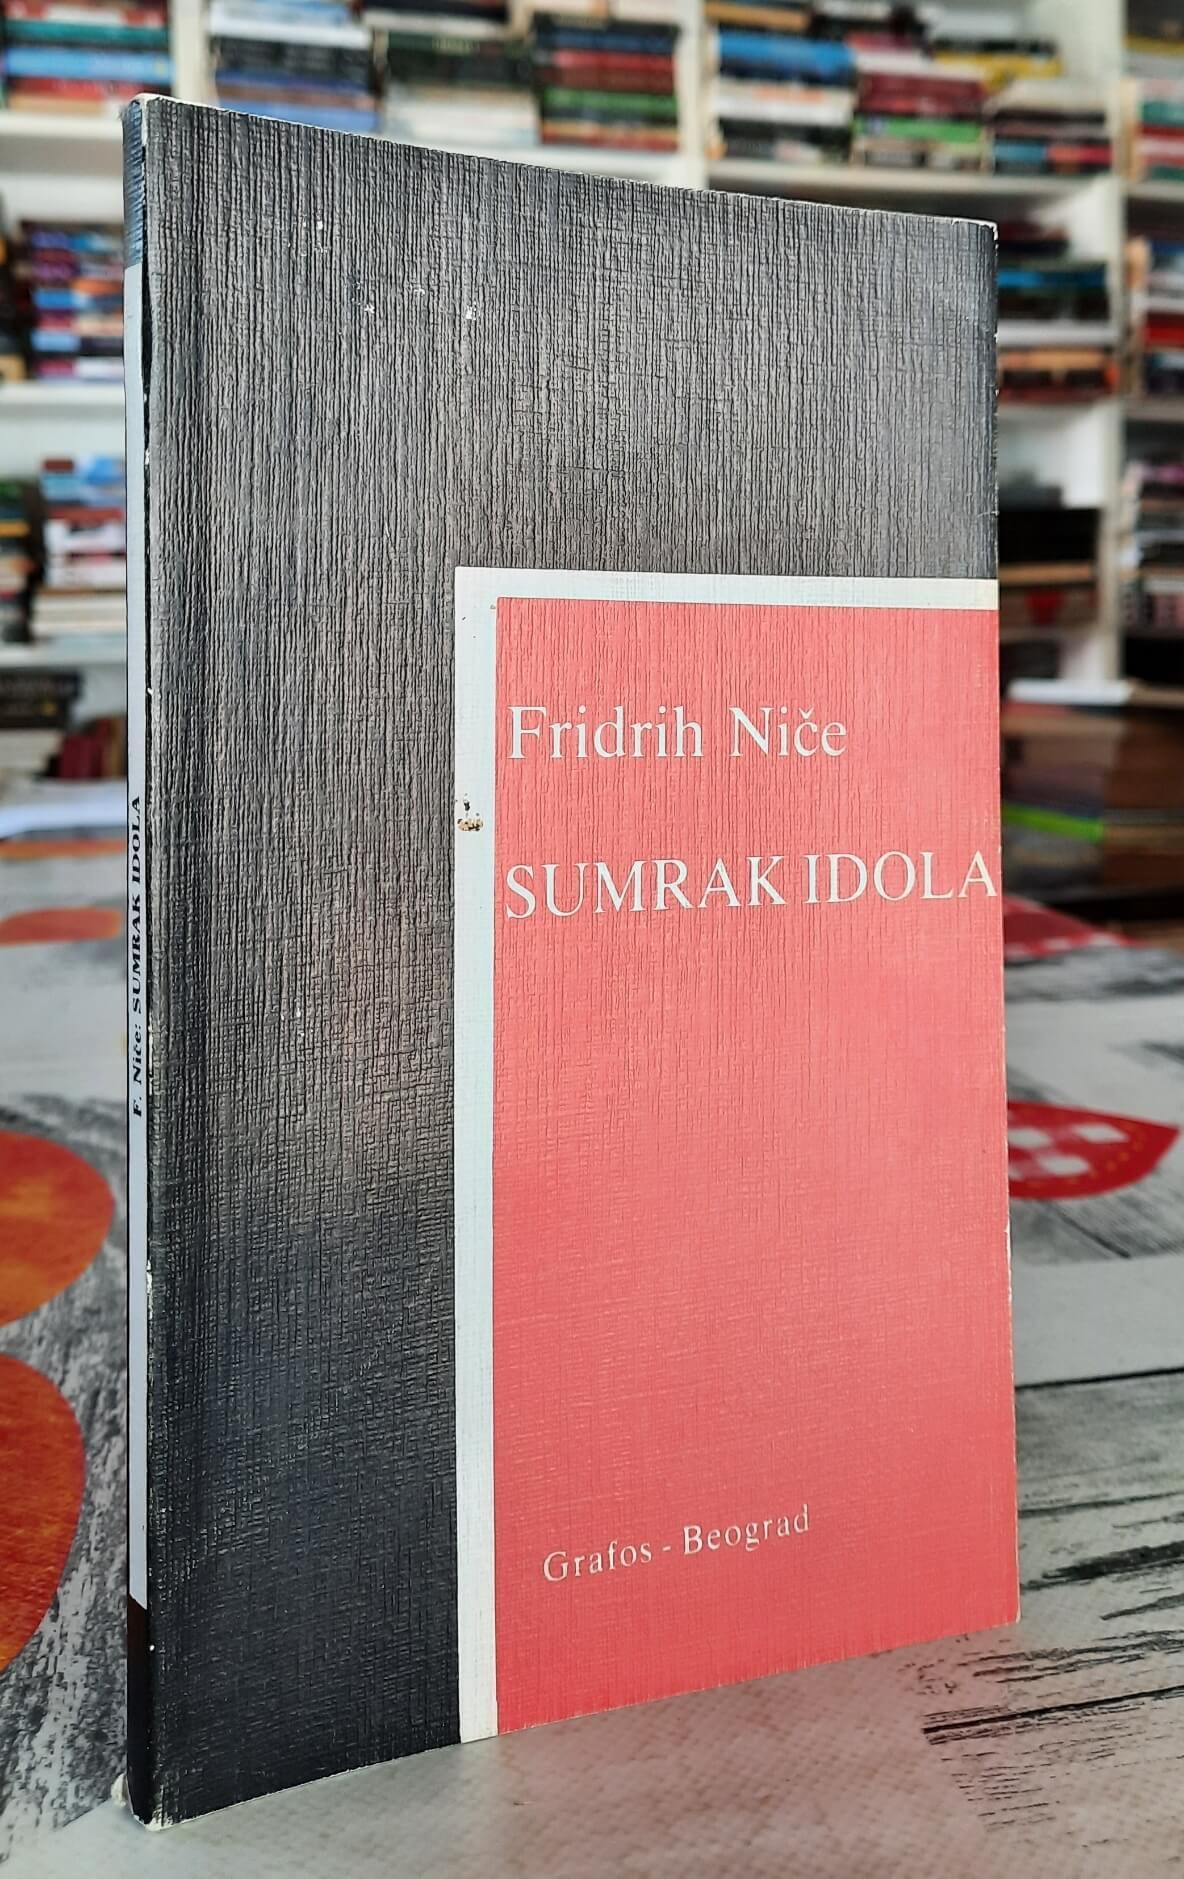 F. Niče: SUMRAK IDOLA
Fridrih Niče
SUMRAK IDOLA
Grafos - Beograd